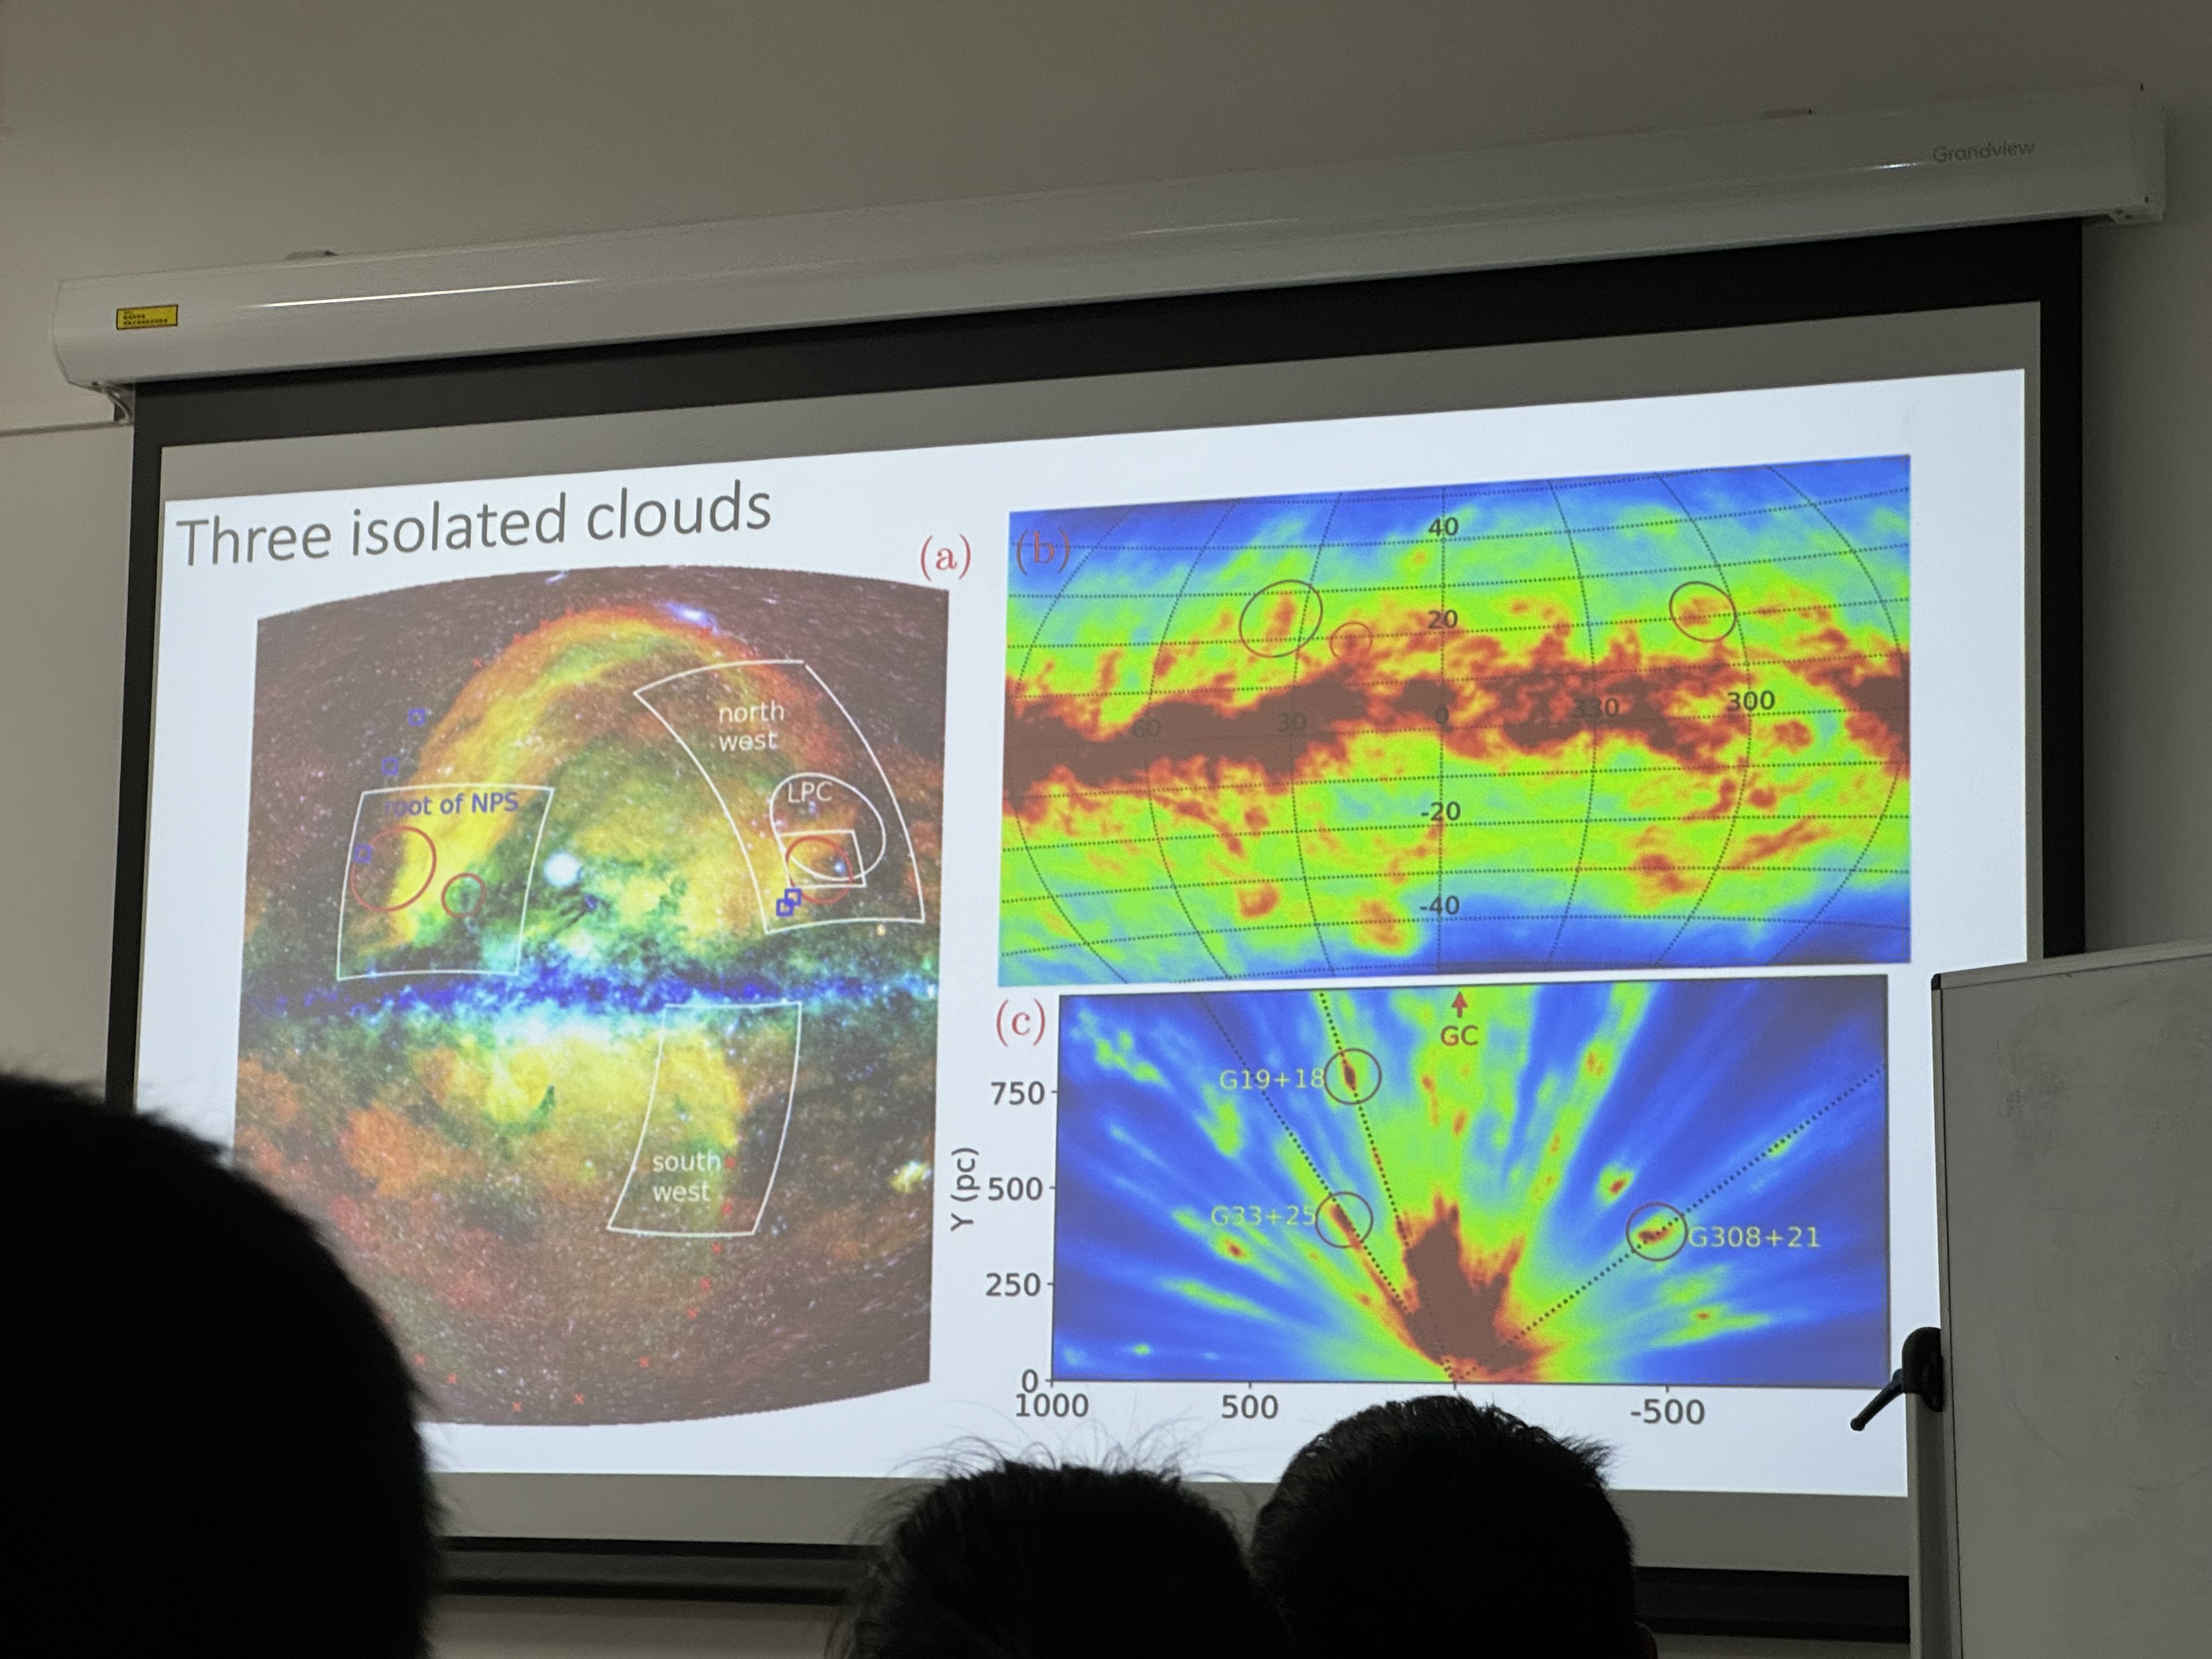 Grandview
Three isolated clouds
(a)
north
west
LPC
root of NPS
south
west
(b)
40
20
60
30
0
330
300
-20
-40
(c)
GC
G19+18
G33+25
G308+21
Y (pc)
750
500
250
0
1000
500
-500